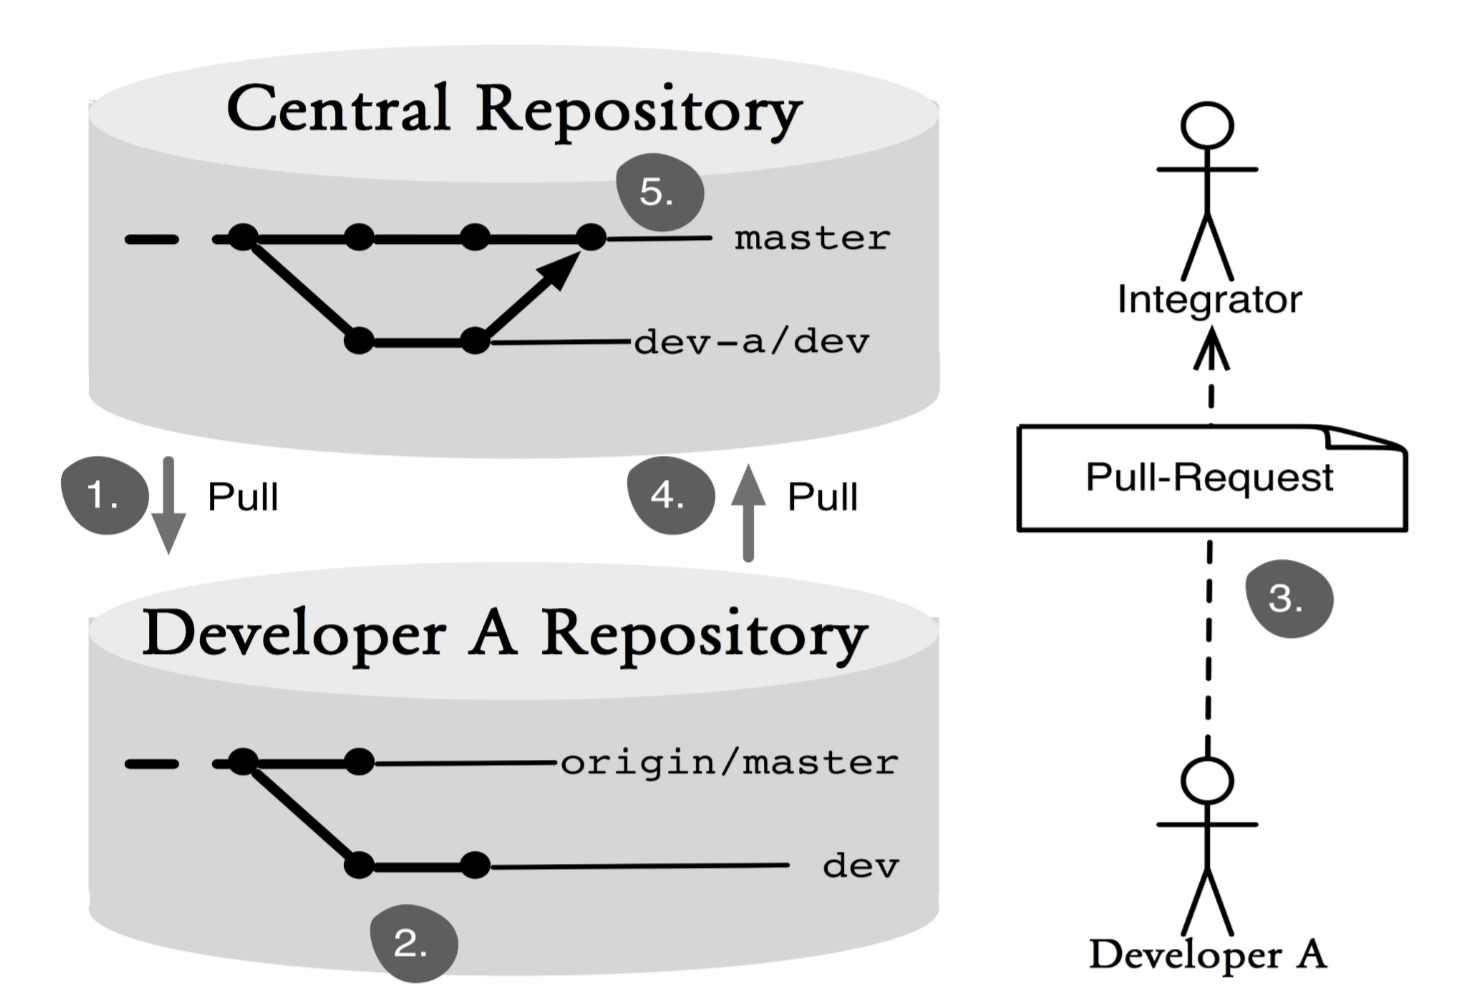 Central Repository
5.
master
dev-a/dev
1.
Pull
4.
Pull
Developer A Repository
origin/master
dev
2.
Integrator
Pull-Request
3.
Developer A